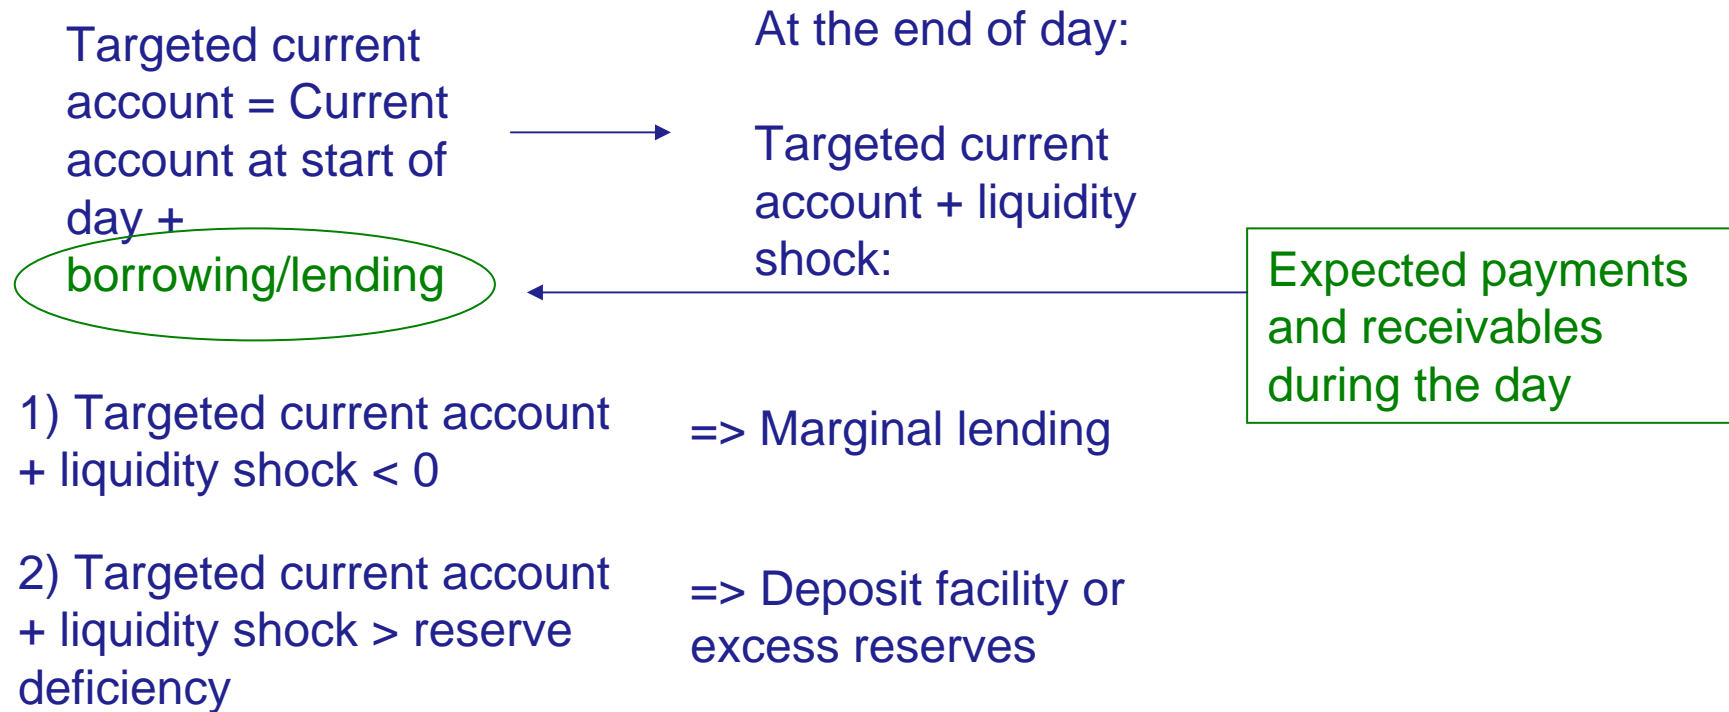 Targeted current
account = Current
account at start of
day +
borrowing/lending
At the end of day:
Targeted current
account + liquidity
shock:
Expected payments
and receivables
during the day
1) Targeted current account
+ liquidity shock < 0
=> Marginal lending
2) Targeted current account
+ liquidity shock > reserve
deficiency
=> Deposit facility or
excess reserves